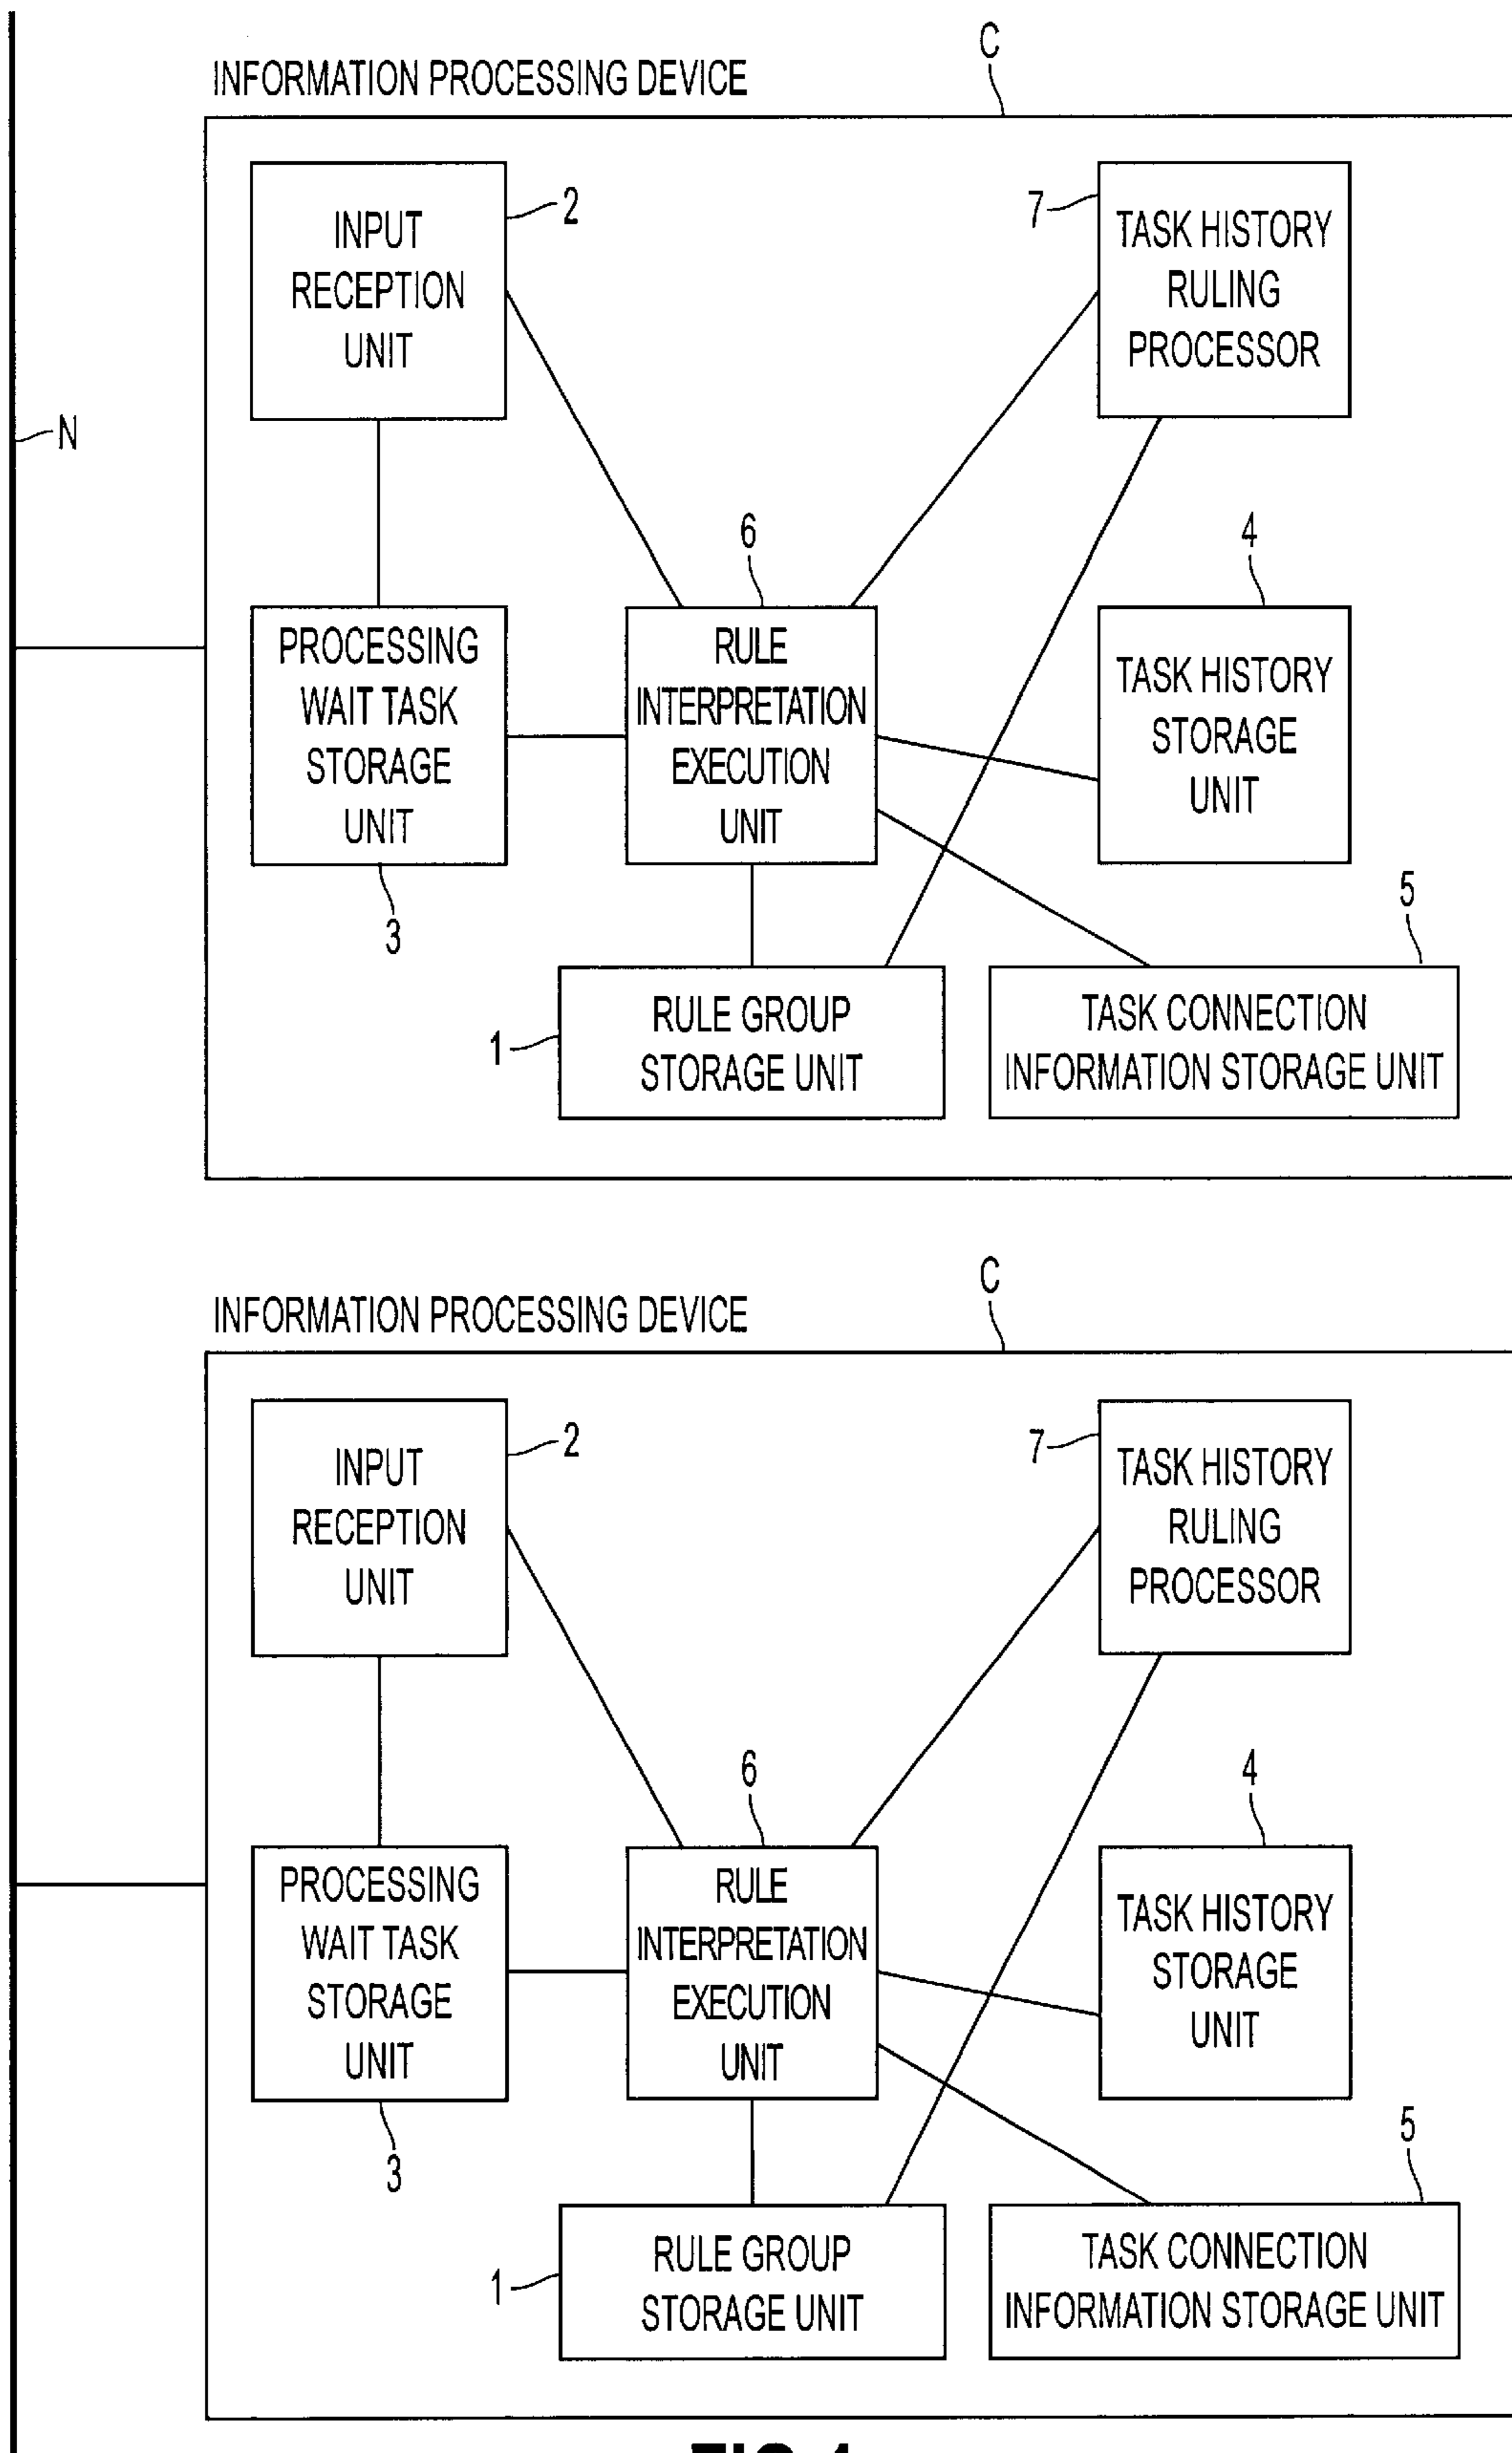 C
INFORMATION PROCESSING DEVICE
INPUT
RECEPTION
UNIT
2
7
TASK HISTORY
RULING
PROCESSOR
N
6
4
PROCESSING
WAIT TASK
STORAGE
UNIT
3
RULE
INTERPRETATION
EXECUTION
UNIT
TASK HISTORY
STORAGE
UNIT
5
1
RULE GROUP
STORAGE UNIT
TASK CONNECTION
INFORMATION STORAGE UNIT
C
INFORMATION PROCESSING DEVICE
INPUT
RECEPTION
UNIT
2
7
TASK HISTORY
RULING
PROCESSOR
6
4
PROCESSING
WAIT TASK
STORAGE
UNIT
3
RULE
INTERPRETATION
EXECUTION
UNIT
TASK HISTORY
STORAGE
UNIT
5
1
RULE GROUP
STORAGE UNIT
TASK CONNECTION
INFORMATION STORAGE UNIT